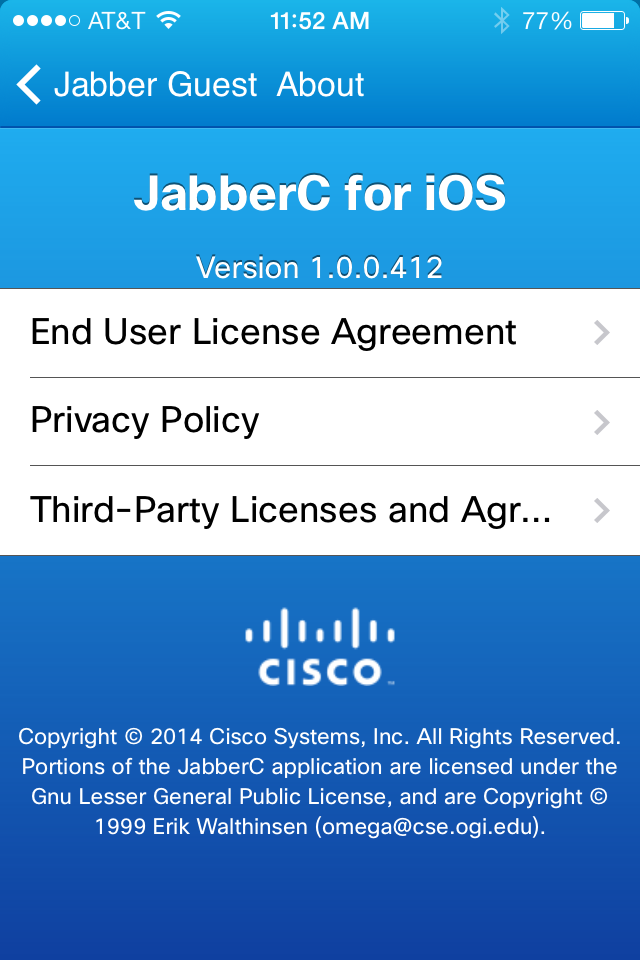 AT&T 11:52 AM 77%
Jabber Guest About
JabberC for iOS
Version 1.0.0.412
End User License Agreement
Privacy Policy
Third-Party Licenses and Agr...
CISCO™
Copyright © 2014 Cisco Systems, Inc. All Rights Reserved.
Portions of the JabberC application are licensed under the
Gnu Lesser General Public License, and are Copyright ©
1999 Erik Walthinsen (omega@cse.ogi.edu).